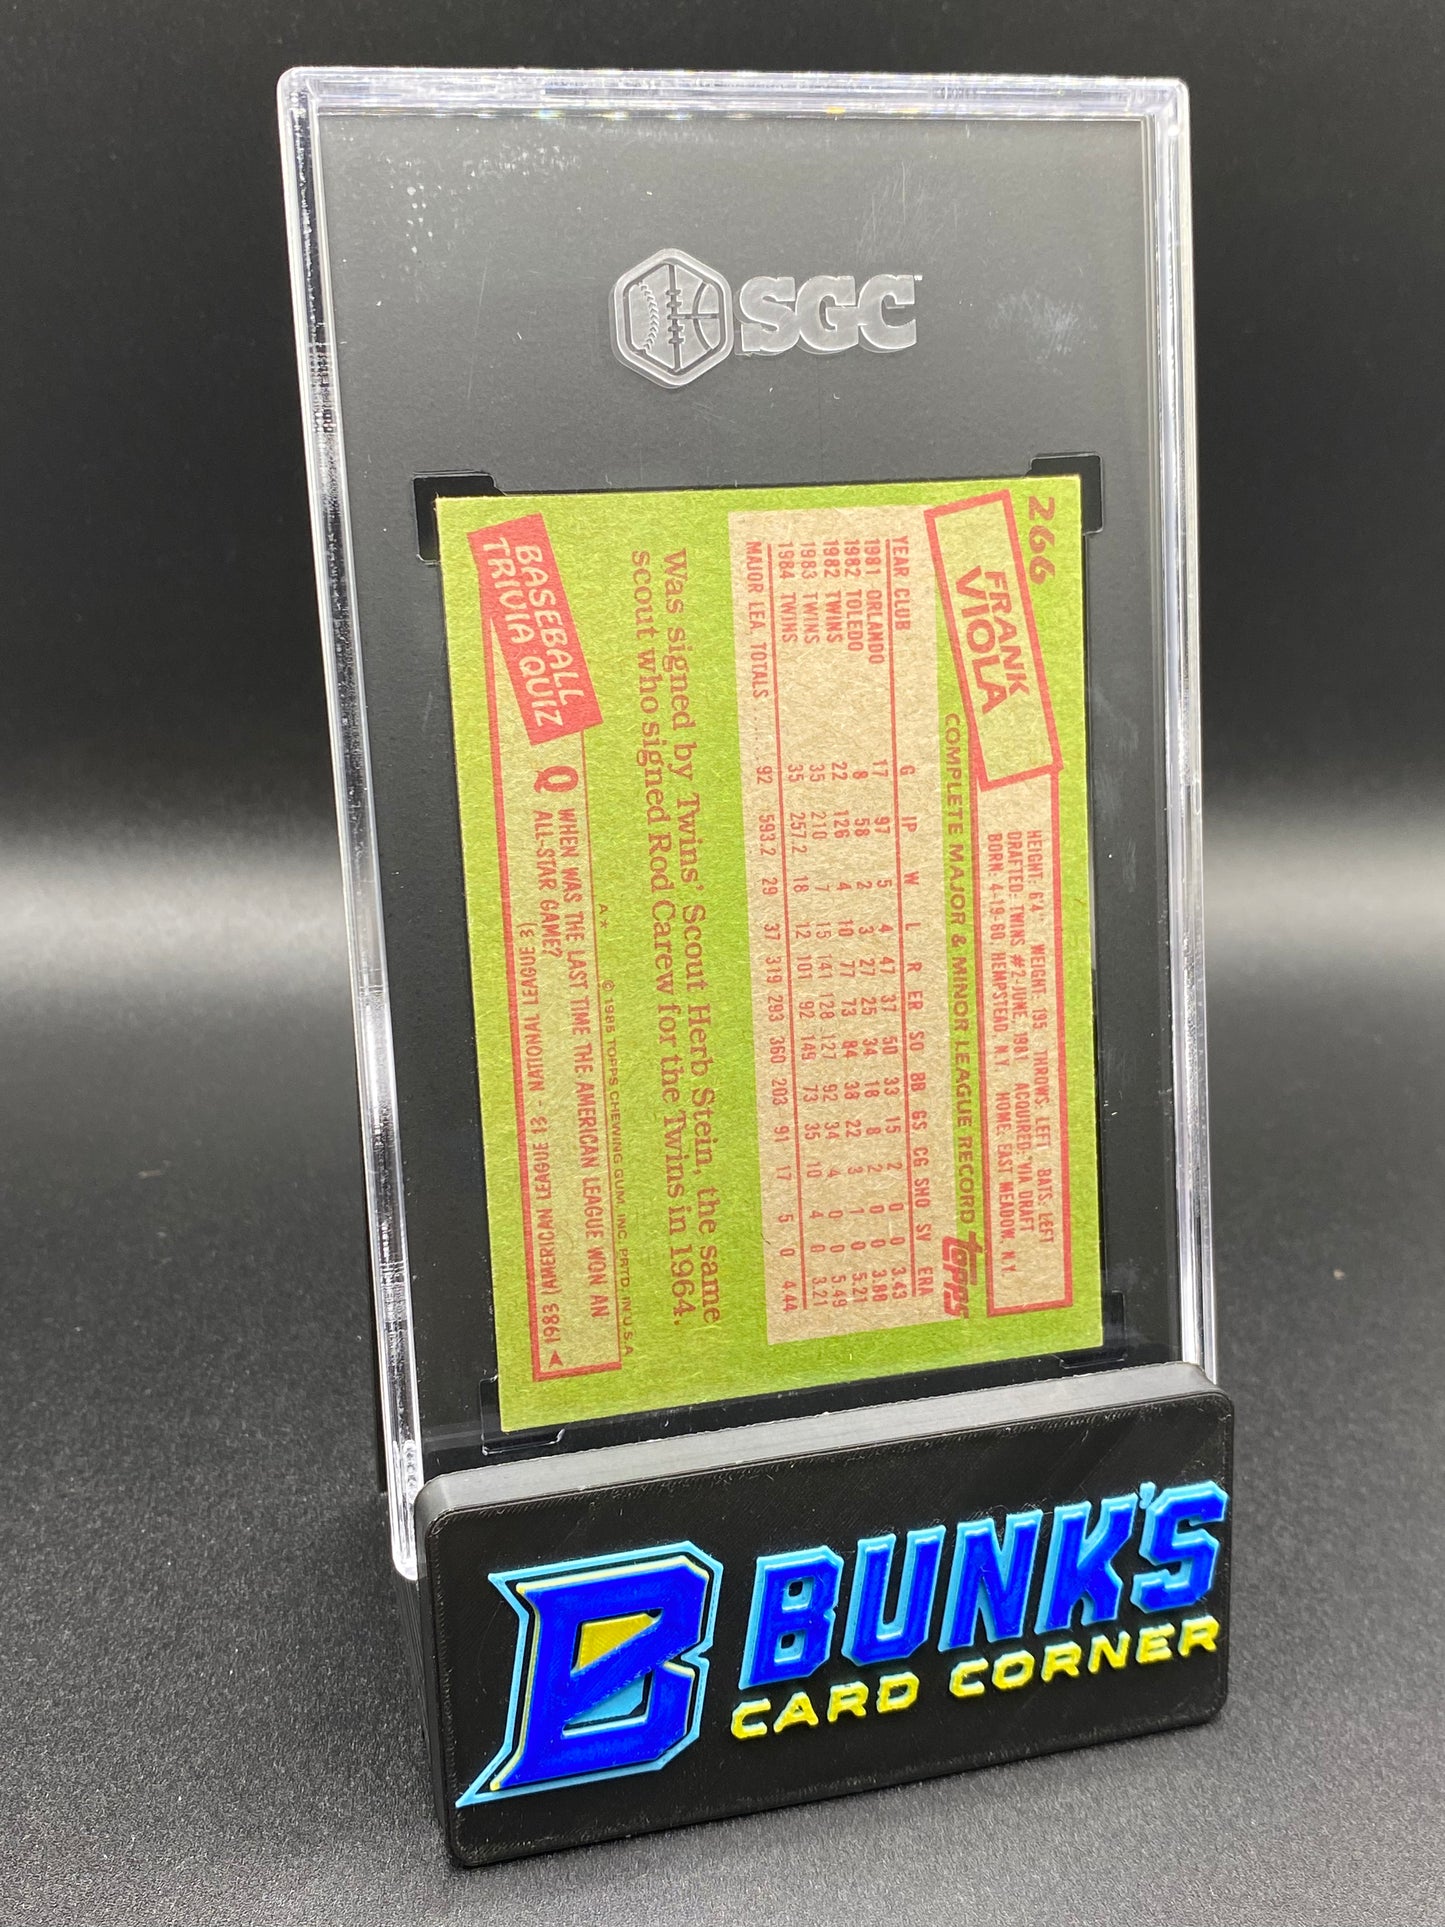 SGC™
266
FRANK
VIOLA
HEIGHT: 6'4" WEIGHT: 195 THROWS: LEFT BATS: LEFT
DRAFTED: TWINS #2-JUNE, 1981 ACQUIRED: VIA DRAFT
BORN: 4-19-60, HEMPSTEAD, N.Y. HOME: EAST MEADOW, N.Y.
COMPLETE MAJOR & MINOR LEAGUE RECORD topps
YEAR CLUB G IP W L R ER SO BB GS CG SHO SV ERA
1981 ORLANDO 17 97 5 4 47 37 50 33 15 2 0 0 3.43
1982 TOLEDO 8 58 2 3 27 25 34 18 8 2 0 0 3.88
1982 TWINS 22 126 4 10 77 73 84 38 22 3 1 0 5.21
1983 TWINS 35 210 7 15 141 128 127 92 34 4 0 0 5.49
1984 TWINS 35 257.2 18 12 101 92 149 73 35 10 4 0 3.21
MAJOR LEA. TOTALS 92 593.2 29 37 319 293 360 203 91 17 5 0 4.44
Was signed by Twins' Scout Herb Stein, the same
scout who signed Rod Carew for the Twins in 1964.
A* © 1985 TOPPS CHEWING GUM, INC. PRTD. IN U.S.A.
BASEBALL
TRIVIA QUIZ
Q WHEN WAS THE LAST TIME THE AMERICAN LEAGUE WON AN
ALL-STAR GAME?
1983 (AMERICAN LEAGUE 13 - NATIONAL LEAGUE 3)
B BUNK'S
CARD CORNER